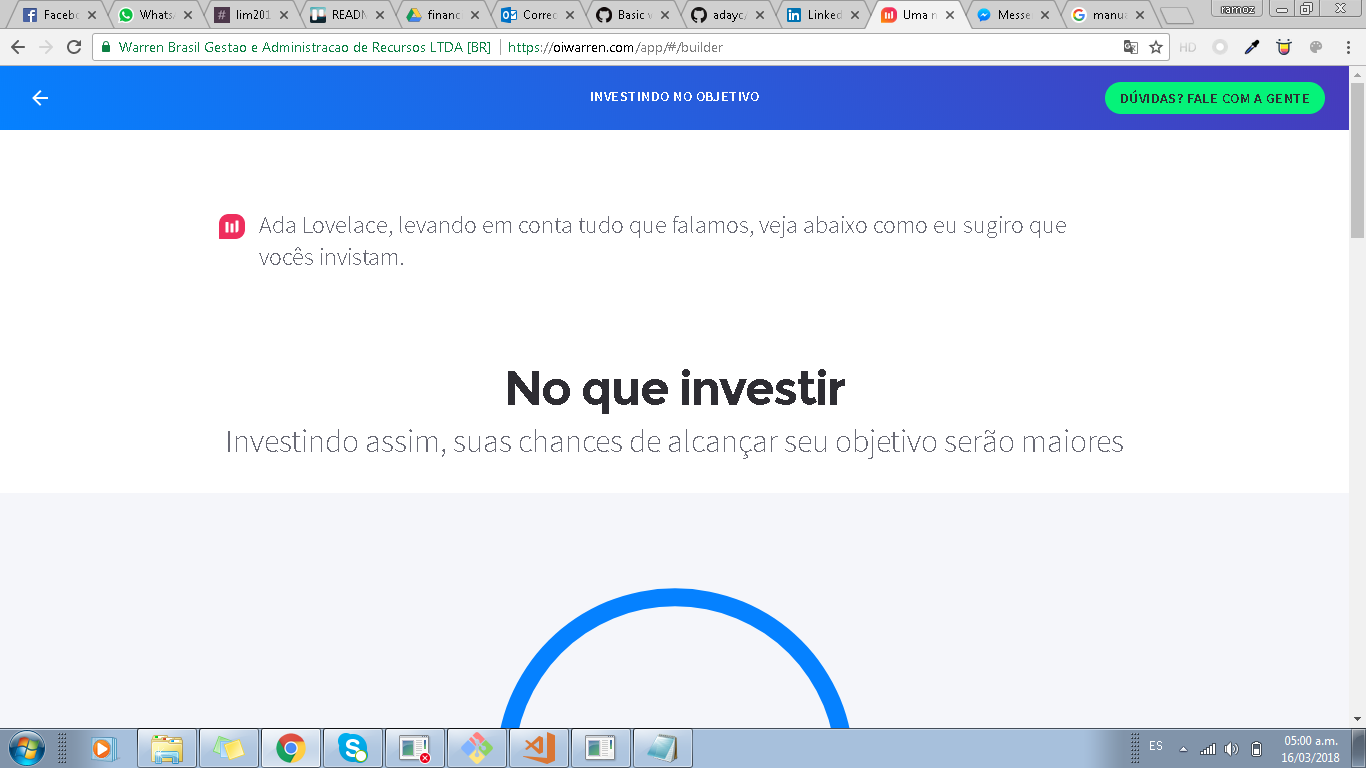 Faceb
Whats
lim201
READM
financ
Correc
Basic
adayc
Linked
Uma
Messe
manu
ramoz
Warren Brasil Gestao e Administracao de Recursos LTDA [BR]
https://oiwarren.com/app/#/builder
HD
INVESTINDO NO OBJETIVO
DÚVIDAS? FALE COM A GENTE
Ada Lovelace, levando em conta tudo que falamos, veja abaixo como eu sugiro que
vocês invistam.
No que investir
Investindo assim, suas chances de alcançar seu objetivo serão maiores
ES
05:00 a.m.
16/03/2018